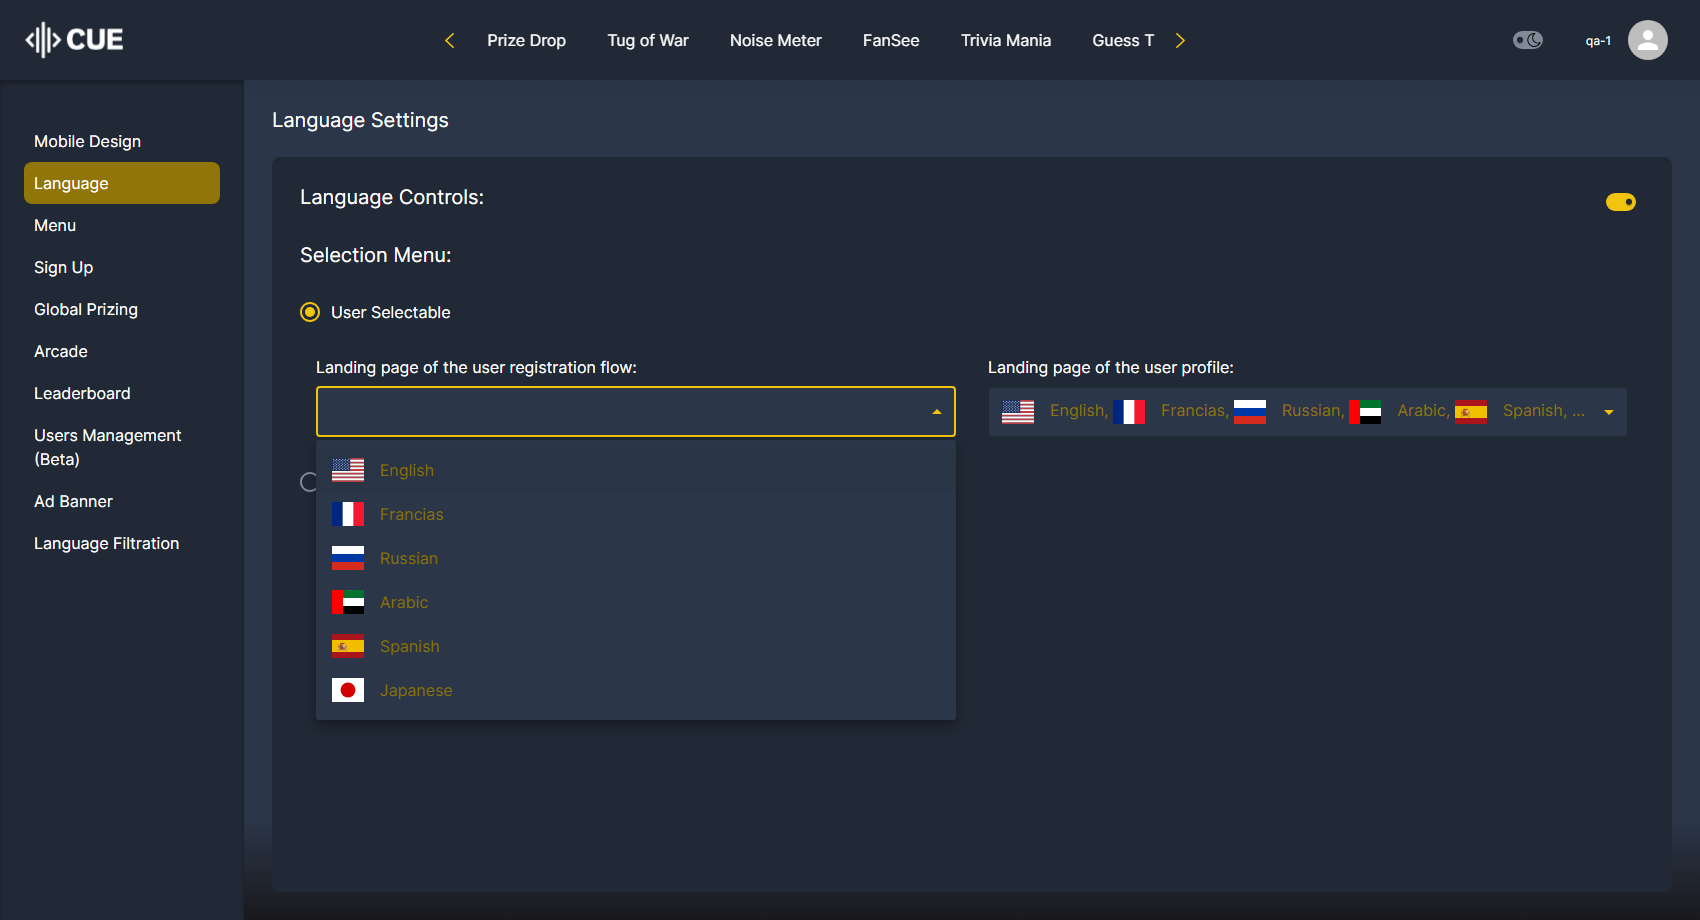 CUE
Prize Drop
Tug of War
Noise Meter
FanSee
Trivia Mania
Guess T
qa-1
Mobile Design
Language
Menu
Sign Up
Global Prizing
Arcade
Leaderboard
Users Management
(Beta)
Ad Banner
Language Filtration
Language Settings
Language Controls:
Selection Menu:
User Selectable
Landing page of the user registration flow:
English
Francias
Russian
Arabic
Spanish
Japanese
Landing page of the user profile:
English, Francias, Russian, Arabic, Spanish, ...